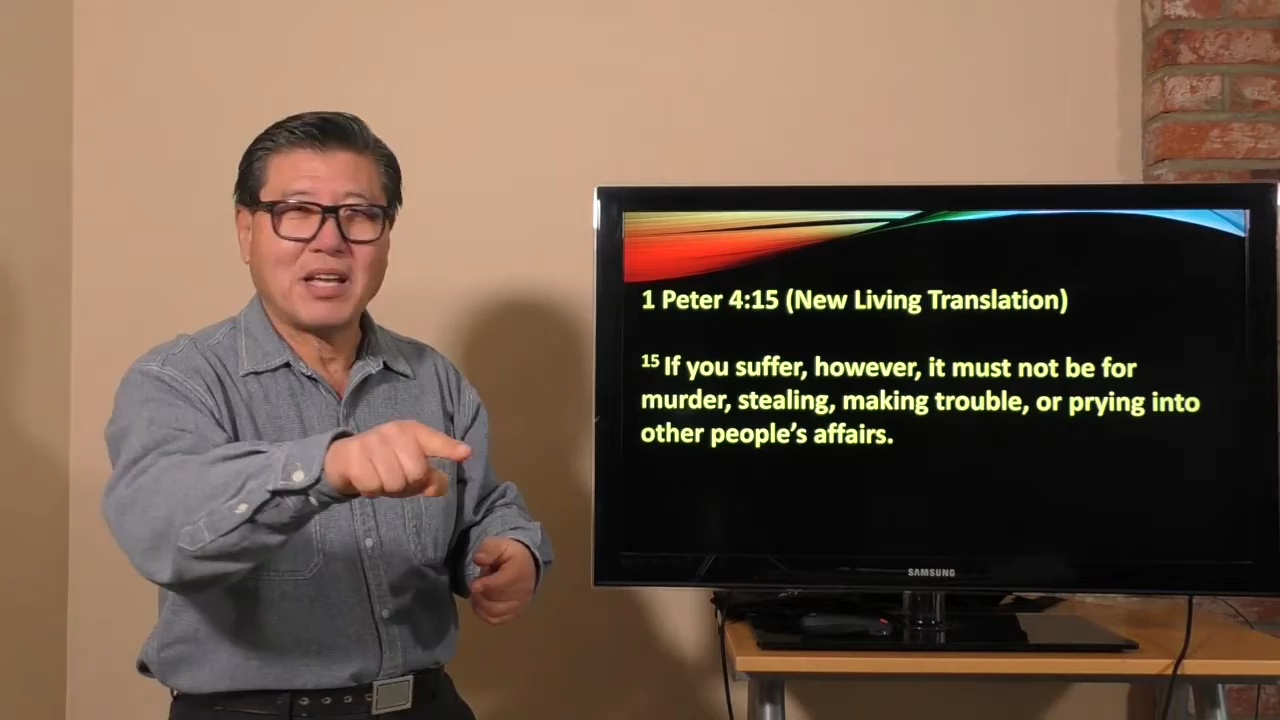 1 Peter 4:15 (New Living Translation)
15 If you suffer, however, it must not be for
murder, stealing, making trouble, or prying into
other people's affairs.
SAMSUNG